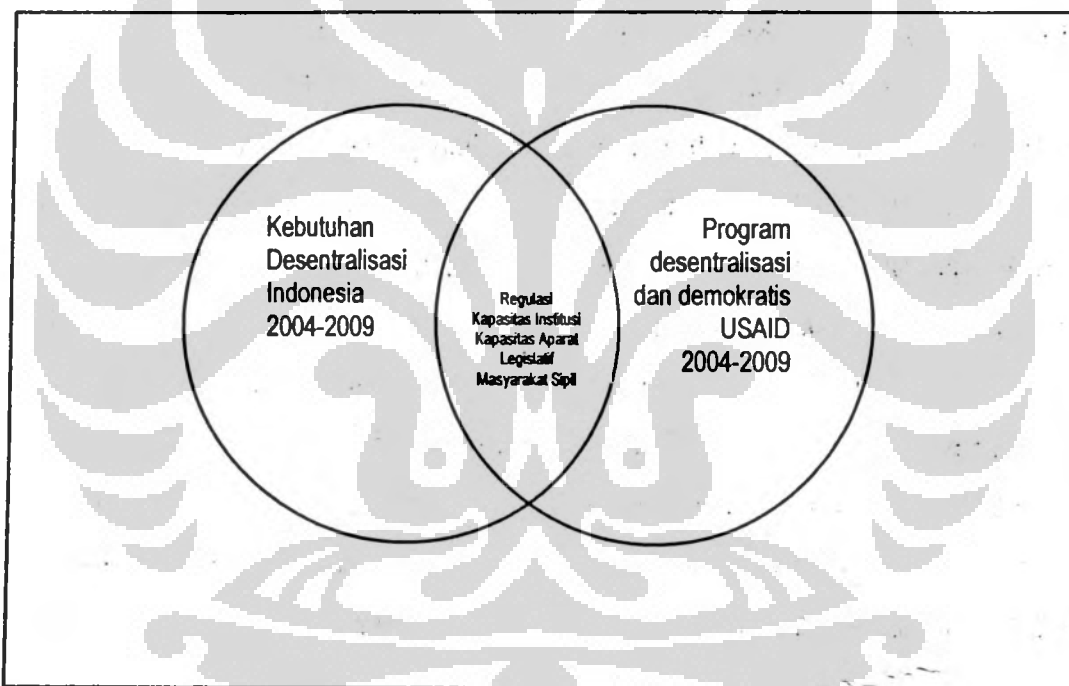 Kebutuhan
Desentralisasi
Indonesia
2004-2009
Regulasi
Kapasitas Institusi
Kapasitas Aparat
Legislatif
Masyarakat Sipil
Program
desentralisasi
dan demokratis
USAID
2004-2009